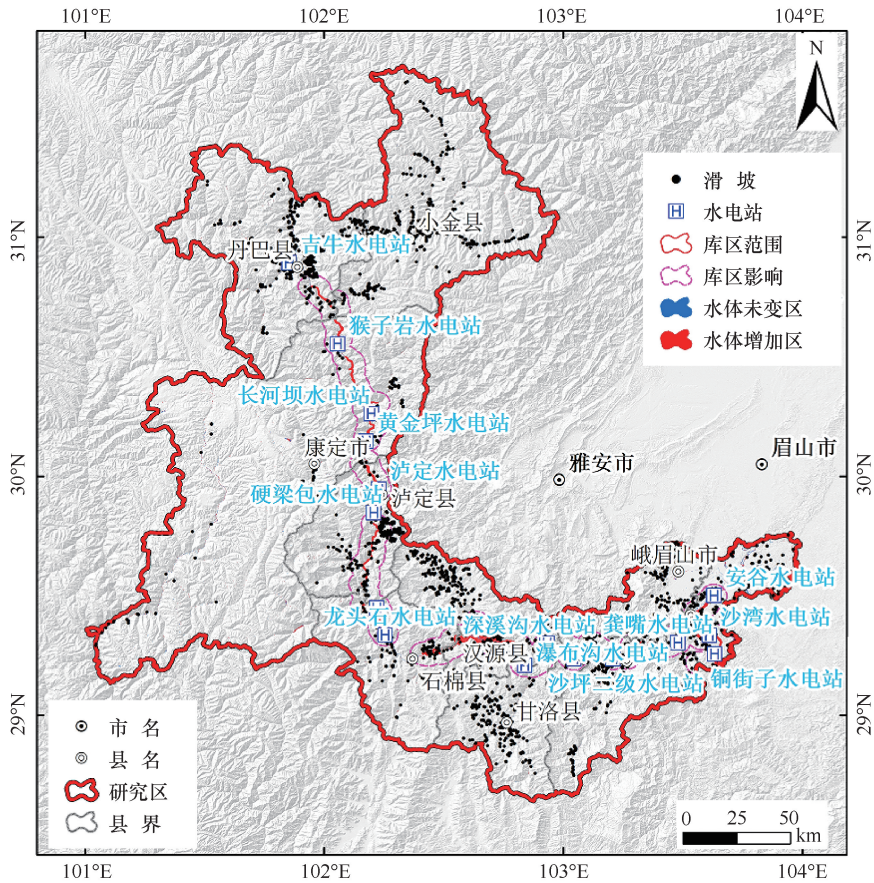 101°E
102°E
103°E
104°E
N
滑 坡
水电站
库区范围
库区影响
水体未变区
水体增加区
31°N
31°N
小金县
丹巴县
吉牛水电站
猴子岩水电站
长河坝水电站
黄金坪水电站
康定市
雅安市
眉山市
30°N
30°N
泸定水电站
硬梁包水电站
泸定县
峨眉山市
安谷水电站
龙头石水电站
深溪沟水电站
龚嘴水电站
沙湾水电站
汉源县
瀑布沟水电站
石棉县
沙坪二级水电站
铜街子水电站
29°N
29°N
甘洛县
市 名
县 名
研究区
县 界
0
25
50
km
101°E
102°E
103°E
104°E